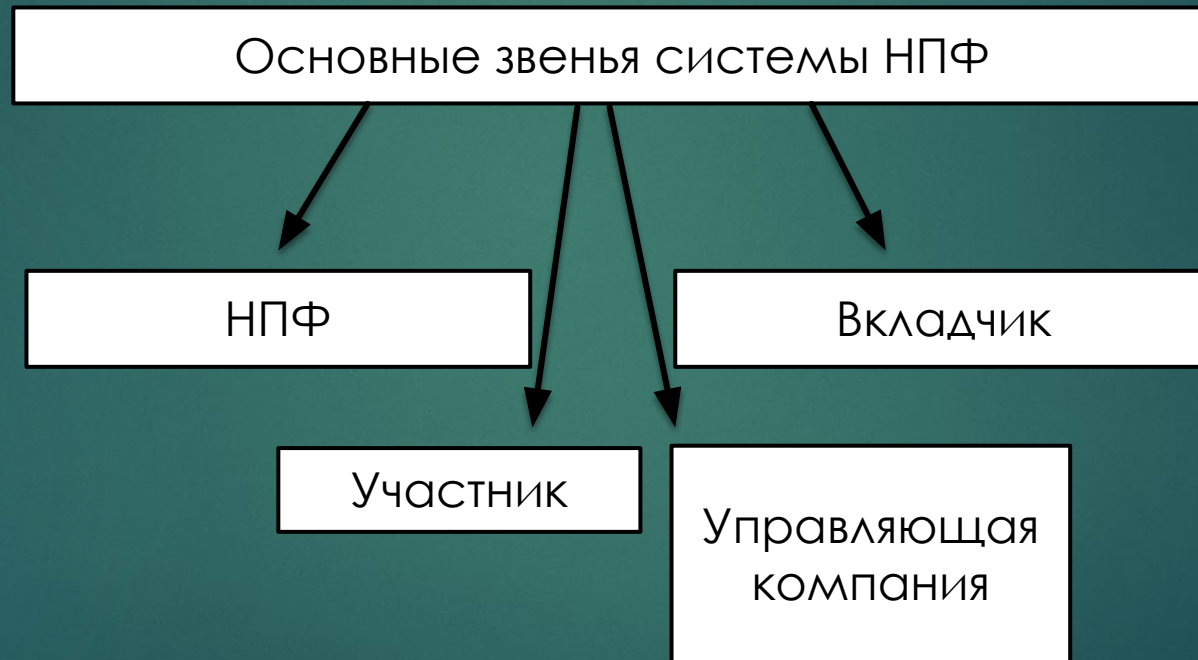 Основные звенья системы НПФ
НПФ
Вкладчик
Участник
Управляющая
компания